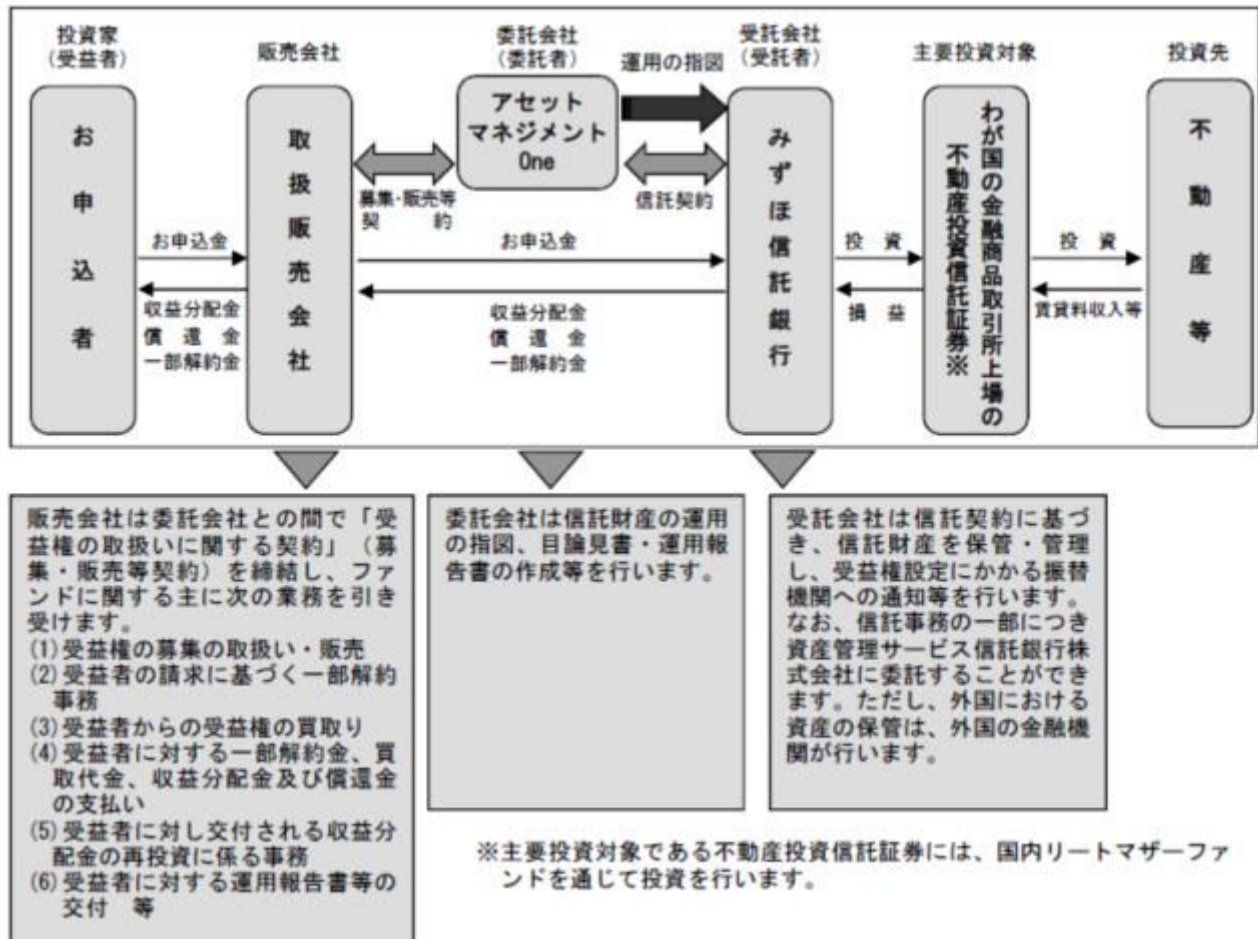 投資家
（受益者）
販売会社
委託会社
（委託者）
運用の指図
受託会社
（受託者）
主要投資対象
投資先
お申込者
取扱販売会社
アセット
マネジメント
One
みずほ信託銀行
わが国の金融商品取引所上場の
不動産投資信託証券※
不動産等
募集・販売等
契　　約
信託契約
お申込金
収益分配金
償　還　金
一部解約金
お申込金
収益分配金
償　還　金
一部解約金
投　資
損　益
投　資
賃貸料収入等
販売会社は委託会社との間で「受
益権の取扱いに関する契約」（募
集・販売等契約）を締結し、ファ
ンドに関する主に次の業務を引き
受けます。
(1)受益権の募集の取扱い・販売
(2)受益者の請求に基づく一部解約
事務
(3)受益者からの受益権の買取り
(4)受益者に対する一部解約金、買
取代金、収益分配金及び償還金
の支払い
(5)受益者に対し交付される収益分
配金の再投資に係る事務
(6)受益者に対する運用報告書等の
交付　等
委託会社は信託財産の運用
の指図、目論見書・運用報
告書の作成等を行います。
受託会社は信託契約に基づ
き、信託財産を保管・管理
し、受益権設定にかかる振替
機関への通知等を行います。
なお、信託事務の一部につき
資産管理サービス信託銀行株
式会社に委託することができ
ます。ただし、外国における
資産の保管は、外国の金融機
関が行います。
※主要投資対象である不動産投資信託証券には、国内リートマザーファ
ンドを通じて投資を行います。